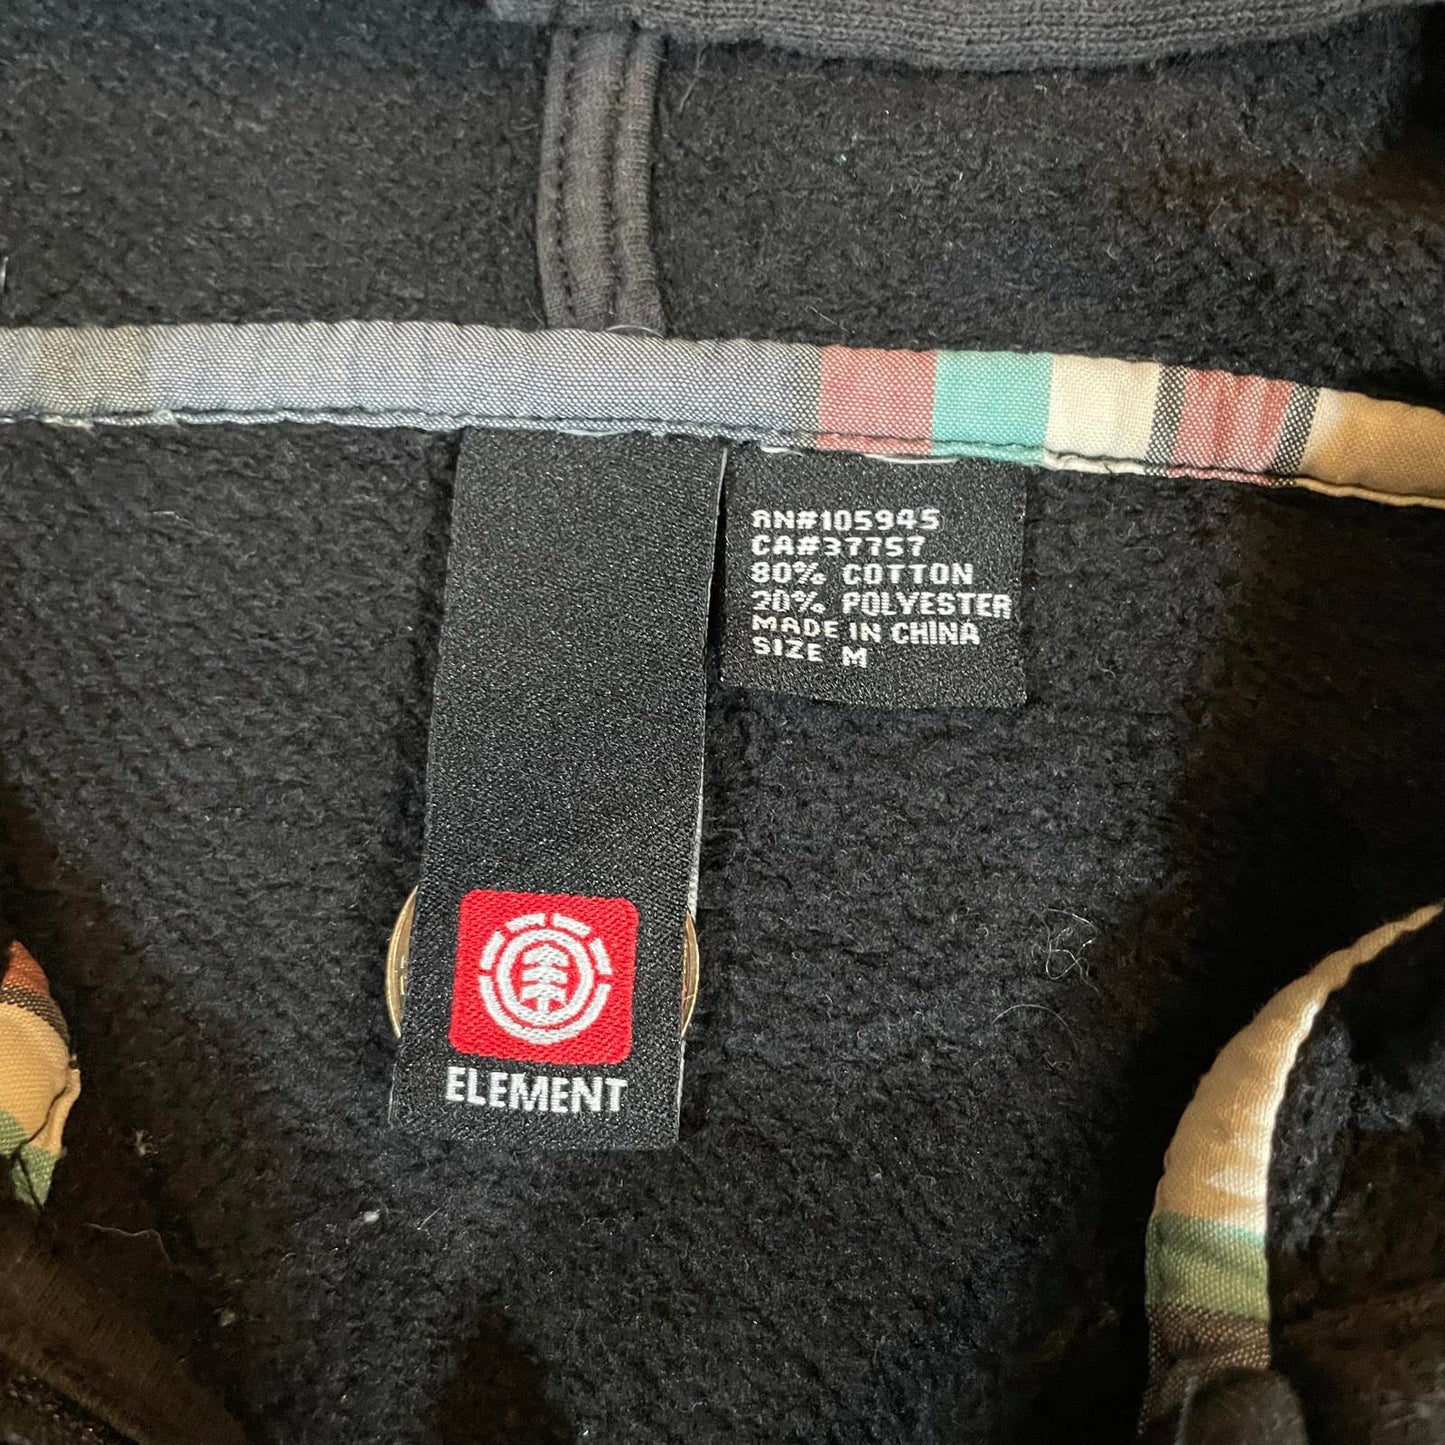 RN#105945
CA#37757
80% COTTON
20% POLYESTER
MADE IN CHINA
SIZE M
ELEMENT